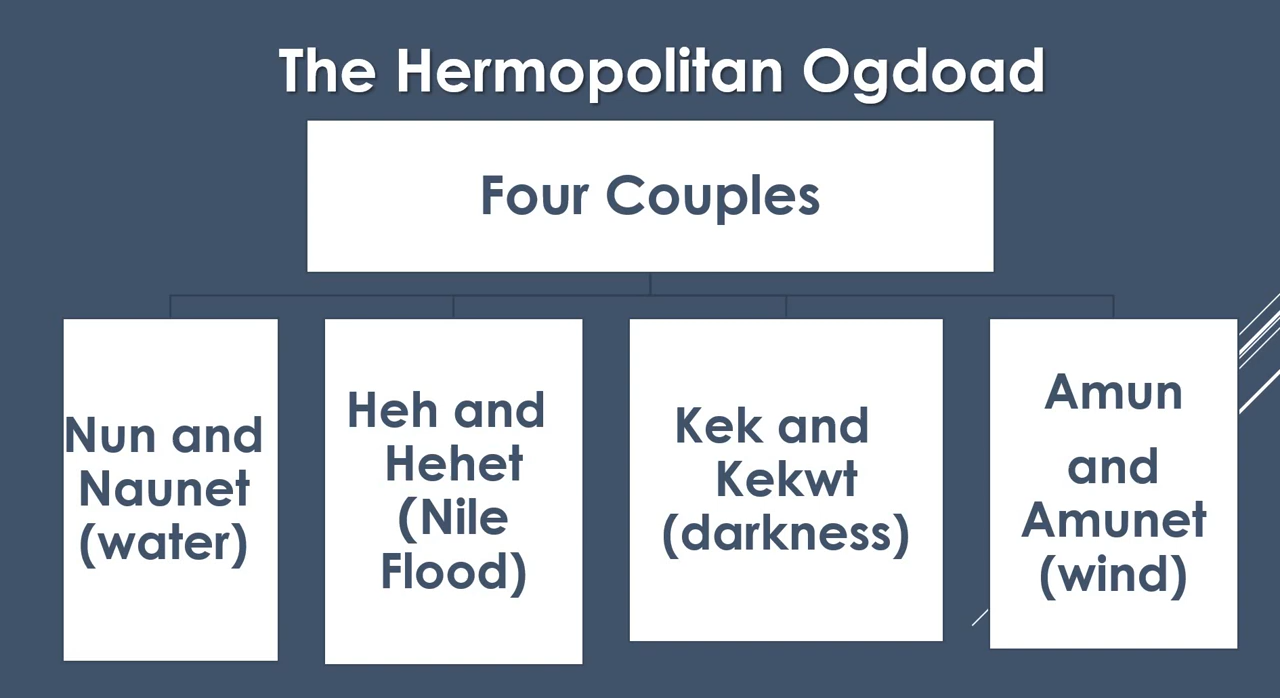 The Hermopolitan Ogdoad
Four Couples
Nun and
Naunet
(water)
Heh and
Hehet
(Nile
Flood)
Kek and
Kekwt
(darkness)
Amun
and
Amunet
(wind)